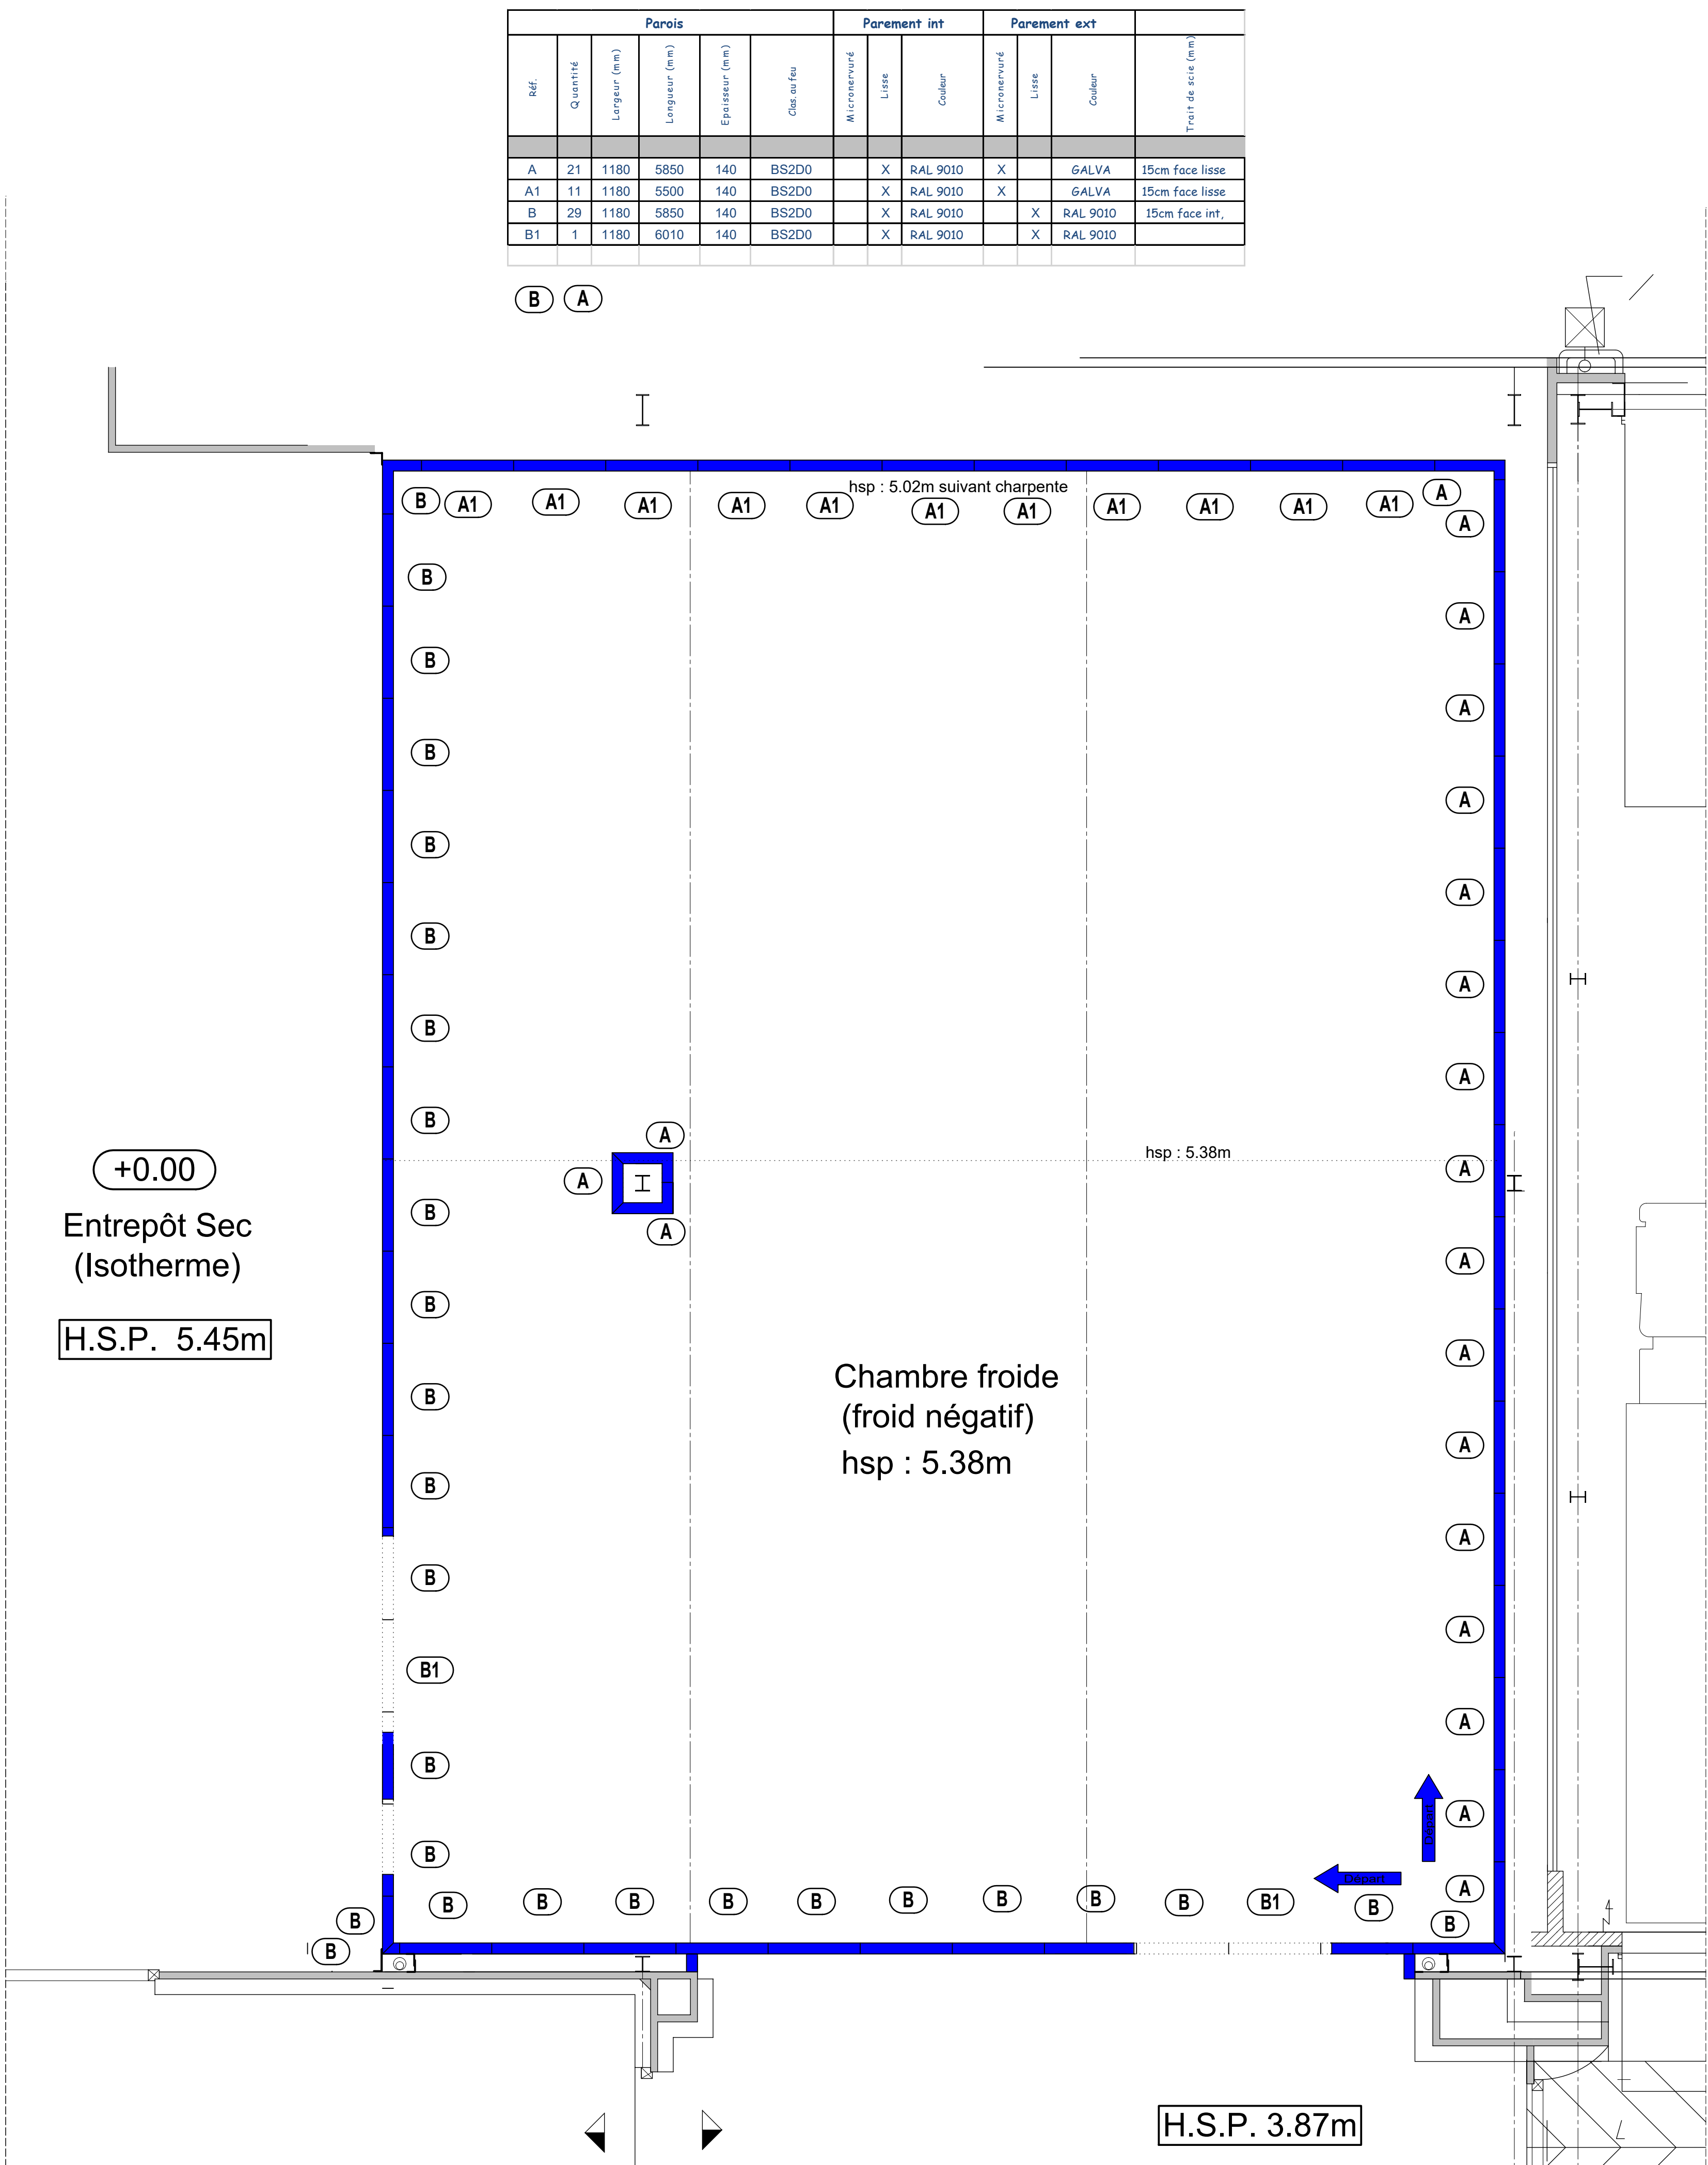 Parois Parement int Parement ext
Réf. Quantité Largeur (mm) Longueur (mm) Epaisseur (mm) Clas. au feu Micronervuré Lisse Couleur Micronervuré Lisse Couleur Trait de scie (mm)
A 21 1180 5850 140 BS2D0 X RAL 9010 X GALVA 15cm face lisse
A1 11 1180 5500 140 BS2D0 X RAL 9010 X GALVA 15cm face lisse
B 29 1180 5850 140 BS2D0 X RAL 9010 X RAL 9010 15cm face int,
B1 1 1180 6010 140 BS2D0 X RAL 9010 X RAL 9010
B A
hsp : 5.02m suivant charpente
B A1 A1 A1 A1 A1 A1 A1 A1 A1 A1 A1 A
A
B
A
B
A
B
A
B
A
B
A
B
A
B
A
A
hsp : 5.38m
A
A
B
A
+0.00
Entrepôt Sec
(Isotherme)
A
B
H.S.P. 5.45m
A
Chambre froide
(froid négatif)
hsp : 5.38m
B
A
B
A
B
A
B1
A
B
A
Départ
B
Départ
A
B B B B B B B B B B B1 B B
B
H.S.P. 3.87m